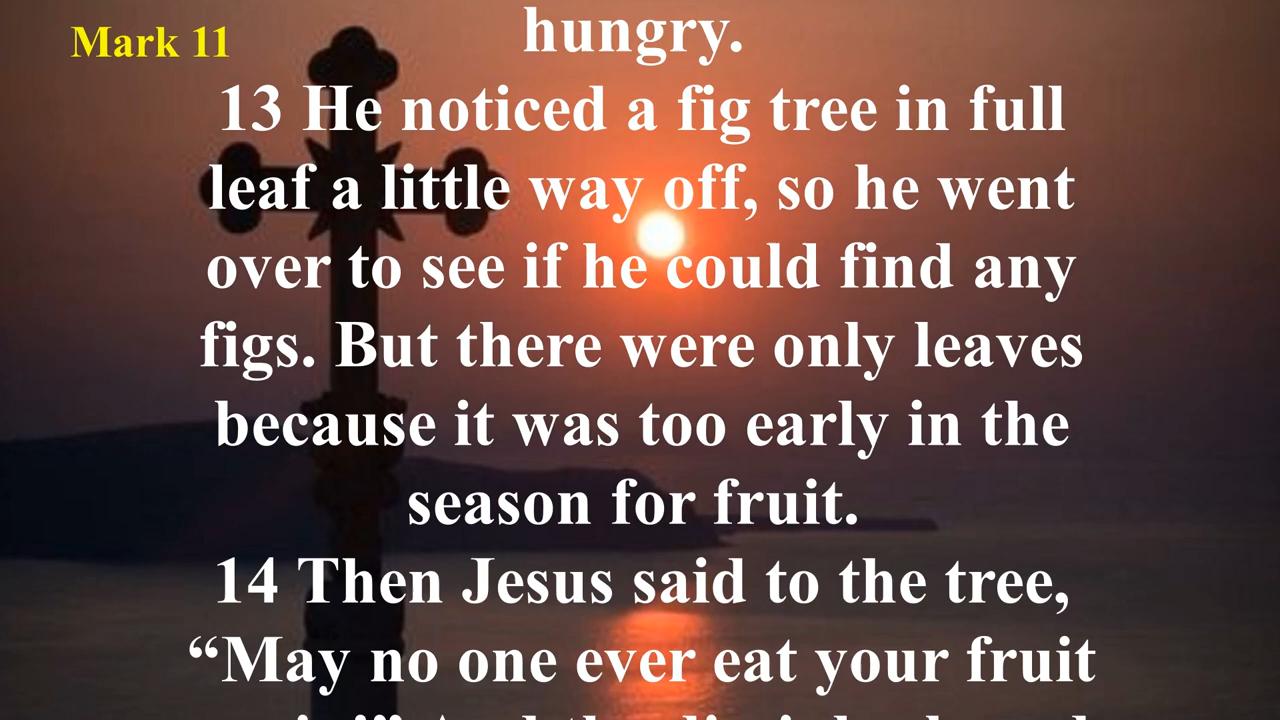 Mark 11
hungry.
13 He noticed a fig tree in full
leaf a little way off, so he went
over to see if he could find any
figs. But there were only leaves
because it was too early in the
season for fruit.
14 Then Jesus said to the tree,
“May no one ever eat your fruit